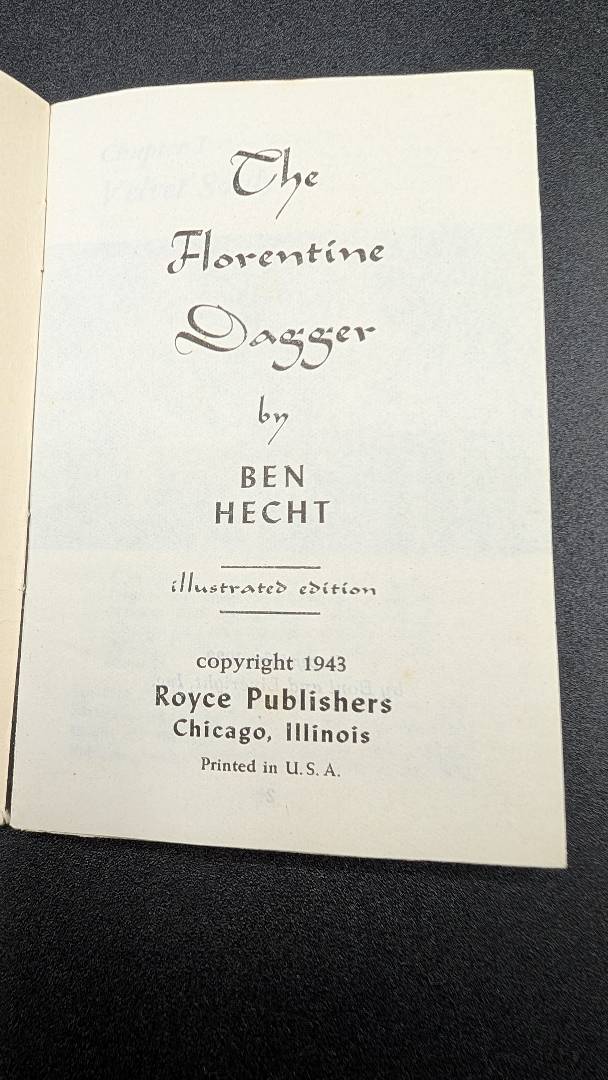 The
Florentine
Dagger
by
BEN
HECHT
illustrated edition
copyright 1943
Royce Publishers
Chicago, Illinois
Printed in U. S. A.